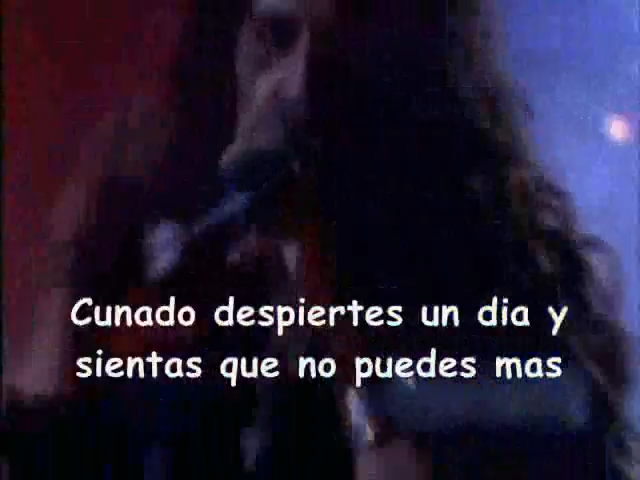 Cunado despiertes un dia y
sientas que no puedes mas